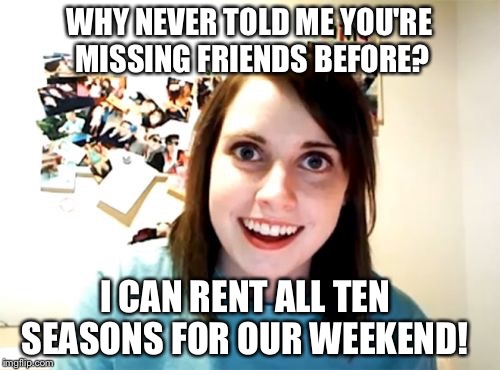 WHY NEVER TOLD ME YOU'RE
MISSING FRIENDS BEFORE?
I CAN RENT ALL TEN
SEASONS FOR OUR WEEKEND!
imgflip.com